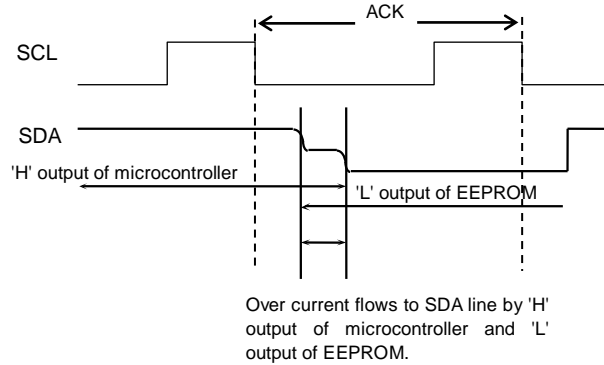 ACK
SCL
SDA
'H' output of microcontroller
'L' output of EEPROM
Over current flows to SDA line by 'H'
output of microcontroller and 'L'
output of EEPROM.